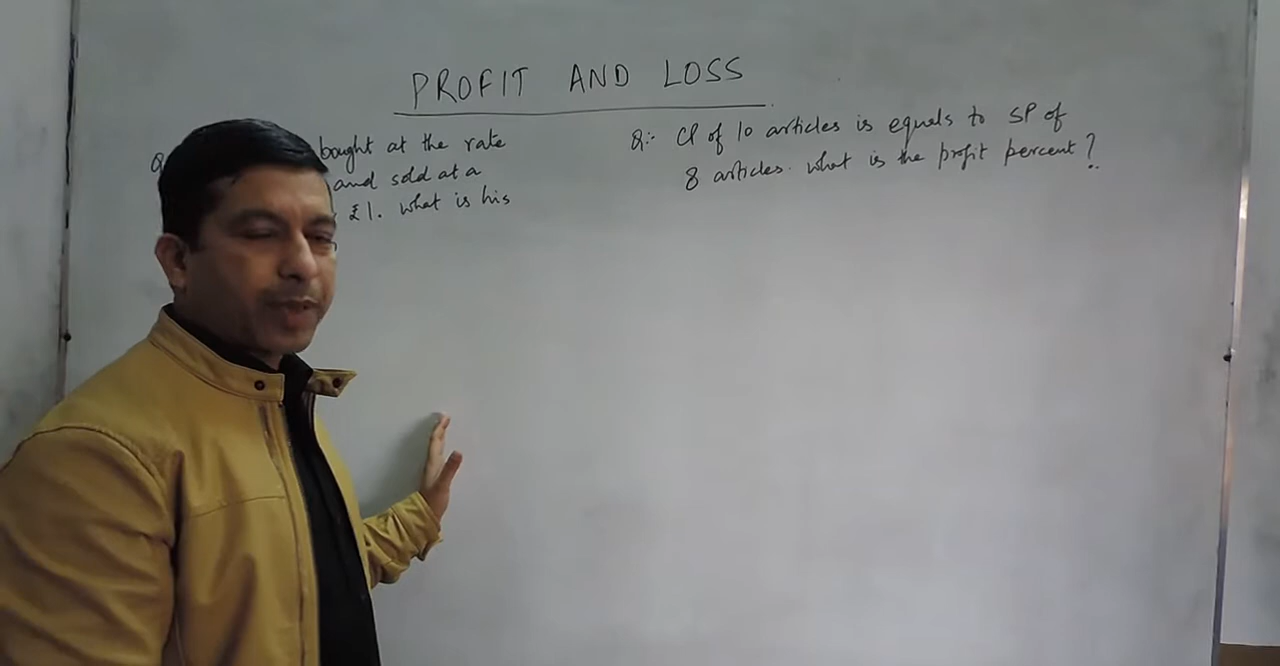 PROFIT AND LOSS
Q bought at the rate
and sold at a
₹1. what is his
Q:- CP of 10 articles is equals to SP of
8 articles. what is the profit percent?